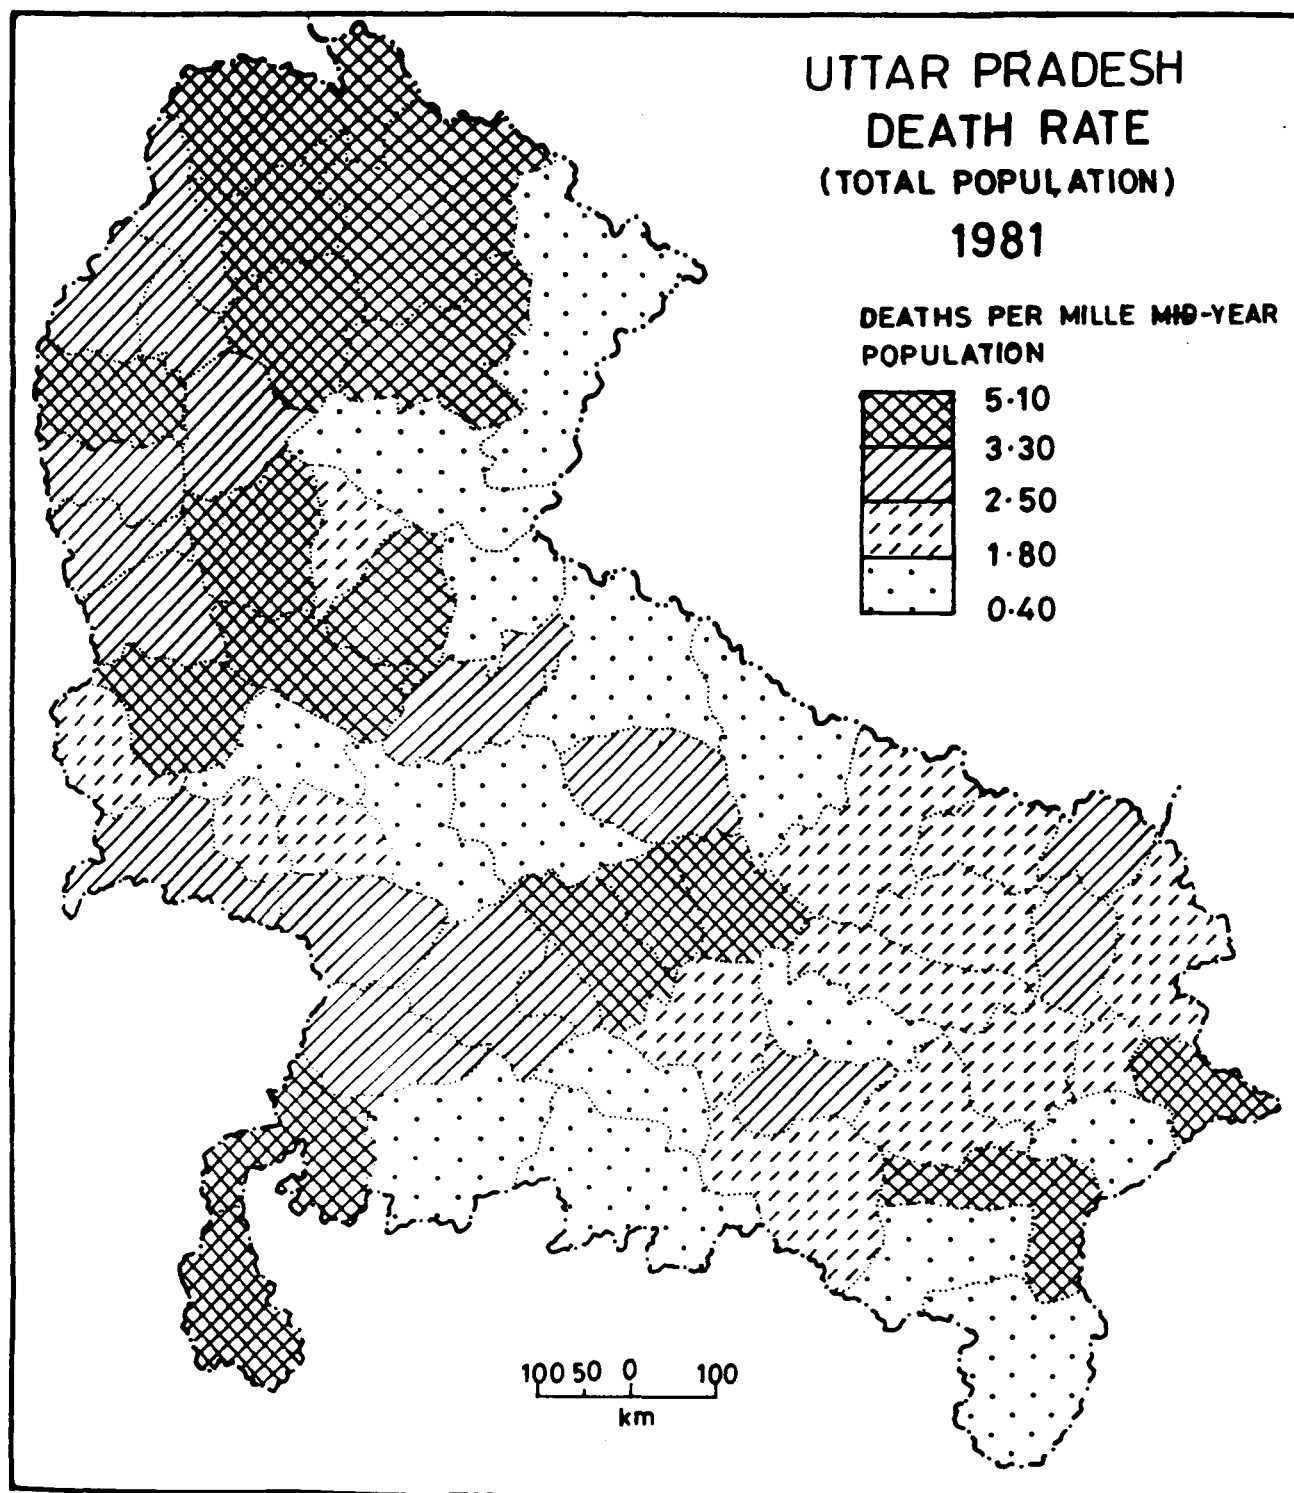 UTTAR PRADESH
DEATH RATE
(TOTAL POPULATION)
1981
DEATHS PER MILLE MID-YEAR
POPULATION
5·10
3·30
2·50
1·80
0·40
100 50 0 100
km